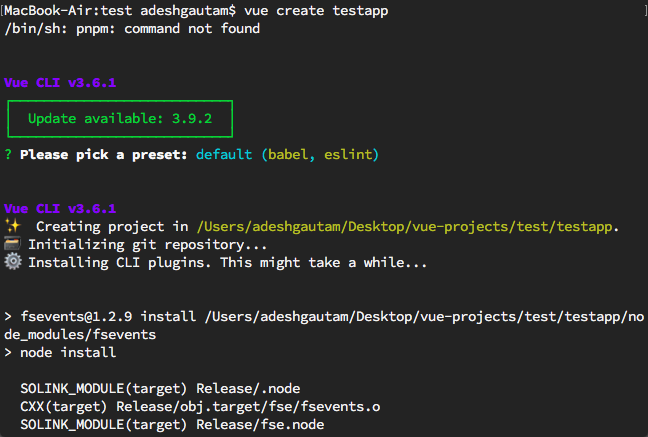 [MacBook-Air:test adeshgautam$ vue create testapp ]
/bin/sh: pnpm: command not found
Vue CLI v3.6.1
Update available: 3.9.2
? Please pick a preset: default (babel, eslint)
Vue CLI v3.6.1
✨ Creating project in /Users/adeshgautam/Desktop/vue-projects/test/testapp.
🗃 Initializing git repository...
⚙ Installing CLI plugins. This might take a while...
> fsevents@1.2.9 install /Users/adeshgautam/Desktop/vue-projects/test/testapp/no
de_modules/fsevents
> node install
SOLINK_MODULE(target) Release/.node
CXX(target) Release/obj.target/fse/fsevents.o
SOLINK_MODULE(target) Release/fse.node